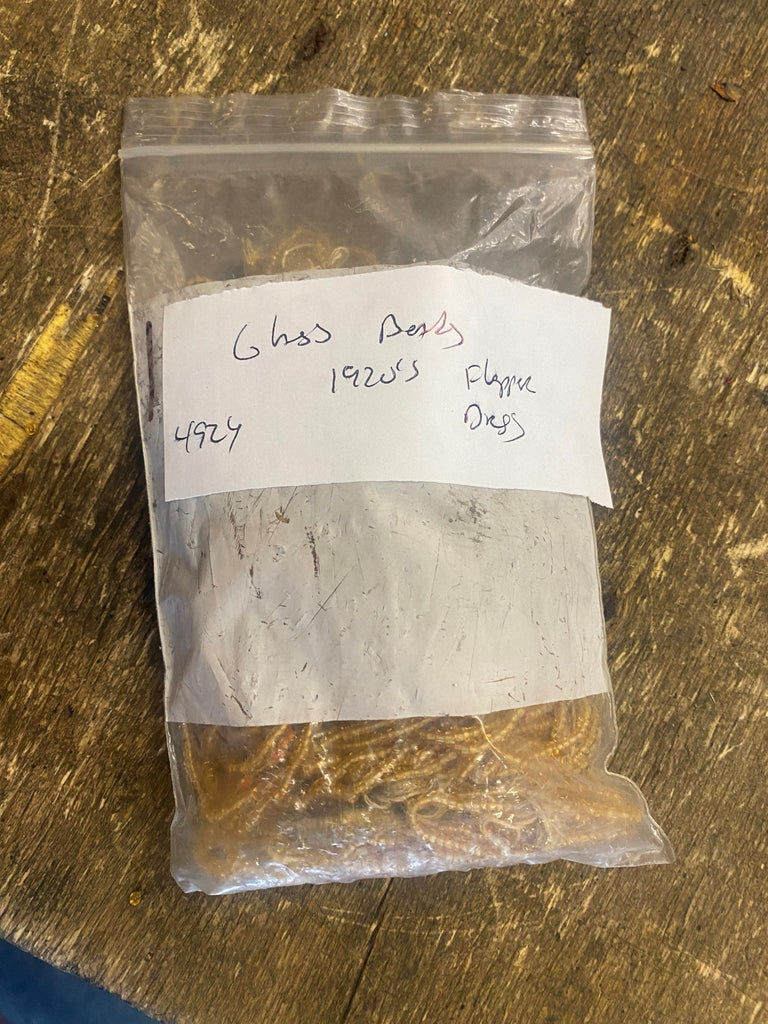 Glass Beads
1920's Flapper
4924 Dress